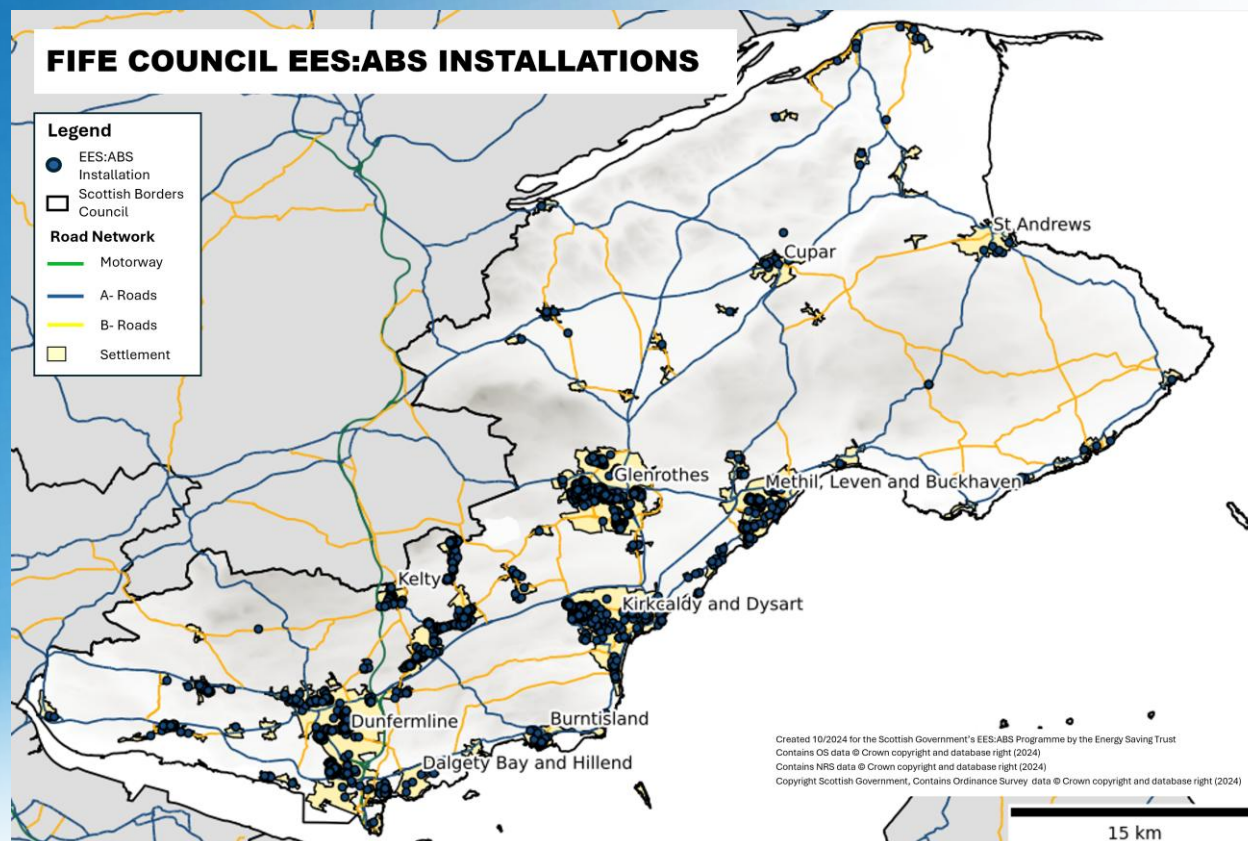 FIFE COUNCIL EES:ABS INSTALLATIONS
Legend
EES:ABS
Installation
Scottish Borders
Council
Road Network
Motorway
A- Roads
B- Roads
Settlement
St Andrews
Cupar
Glenrothes
Methil, Leven and Buckhaven
Kelty
Kirkcaldy and Dysart
Dunfermline
Burntisland
Dalgety Bay and Hillend
Created 10/2024 for the Scottish Government's EES:ABS Programme by the Energy Saving Trust
Contains OS data © Crown copyright and database right (2024)
Contains NRS data © Crown copyright and database right (2024)
Copyright Scottish Government, Contains Ordinance Survey data © Crown copyright and database right (2024)
15 km